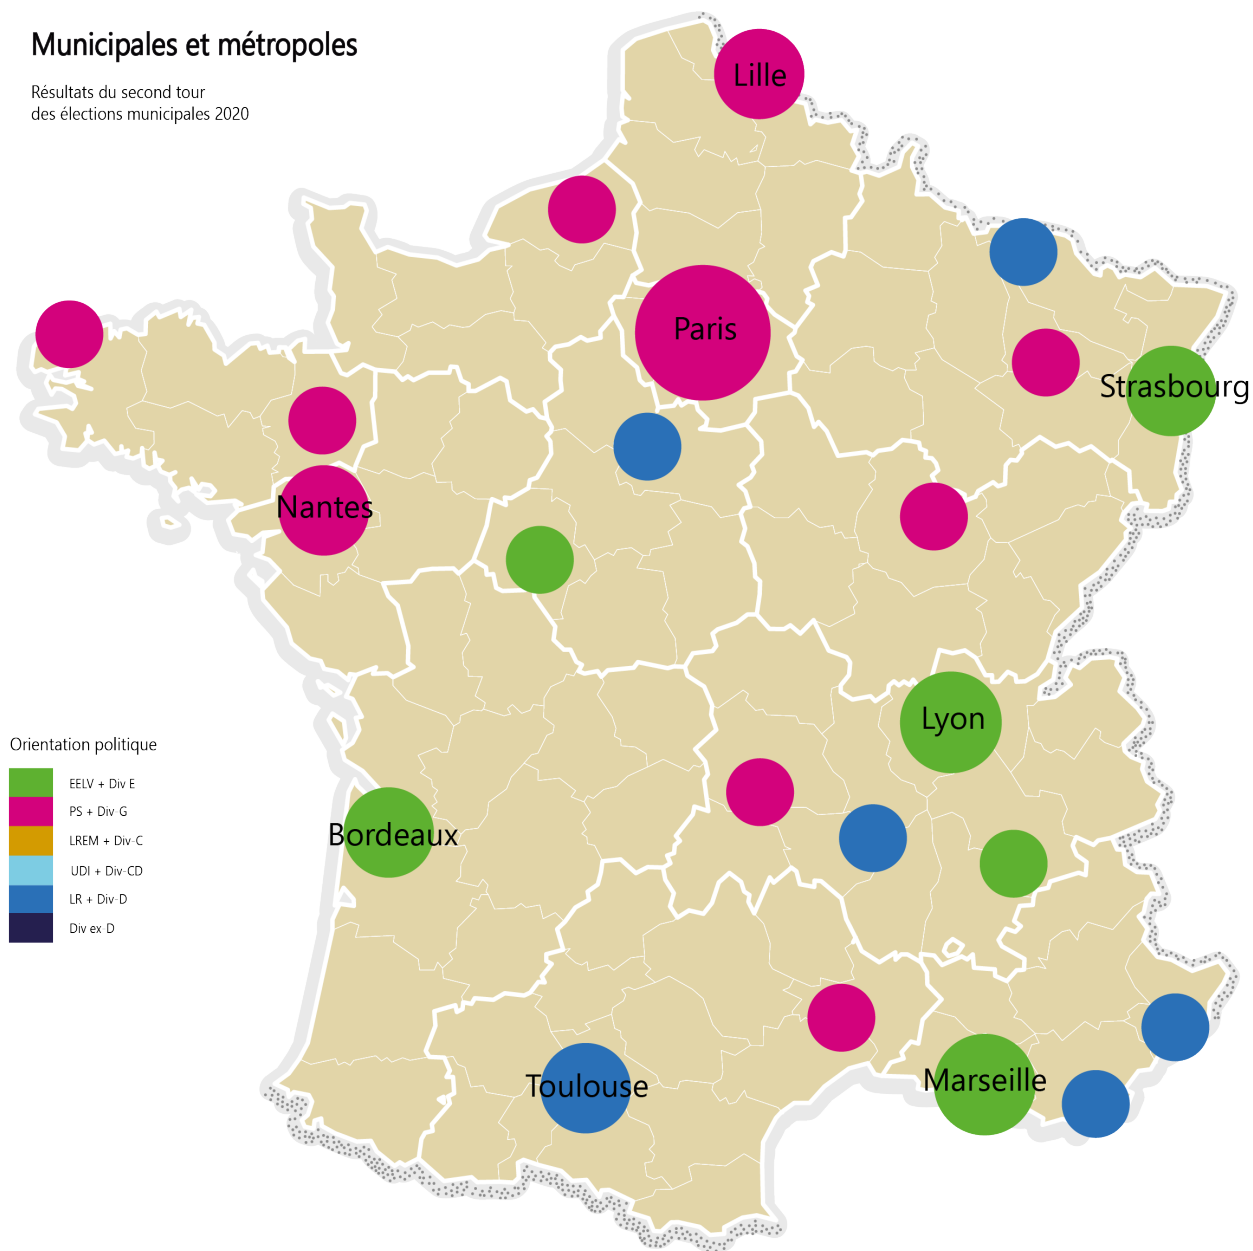 Municipales et métropoles
Résultats du second tour
des élections municipales 2020
Lille
Paris
Strasbourg
Nantes
Lyon
Bordeaux
Toulouse
Marseille
Orientation politique
EELV + Div E
PS + Div-G
LREM + Div-C
UDI + Div-CD
LR + Div-D
Div ex D